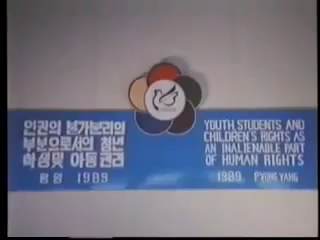 인권의 불가분리의
부분으로서의 청년
학생및 아동권리
평양 1989
YOUTH, STUDENTS AND
CHILDREN'S RIGHTS AS
AN INALIENABLE PART
OF HUMAN RIGHTS
1989. PYONGYANG